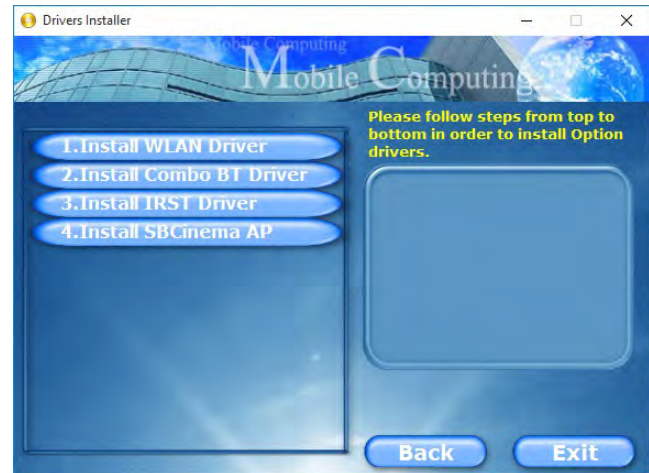 Drivers Installer
Mobile Computing
Mobile Computing
Please follow steps from top to
bottom in order to install Option
drivers.
1.Install WLAN Driver
2.Install Combo BT Driver
3.Install IRST Driver
4.Install SBCinema AP
Back
Exit